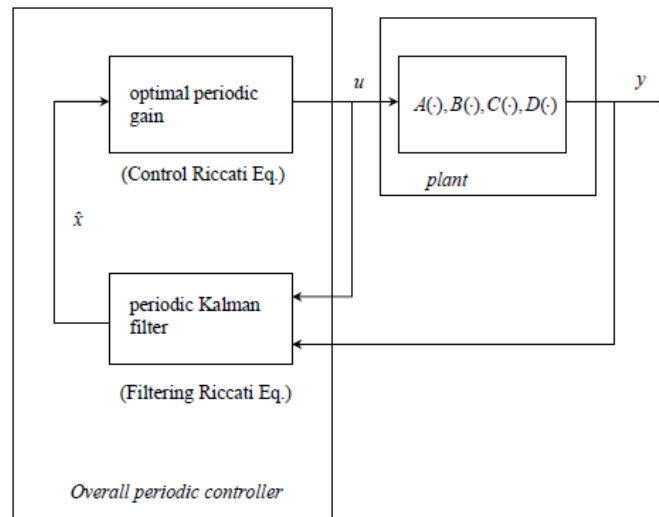 optimal periodic
gain
(Control Riccati Eq.)
u
A(·), B(·), C(·), D(·)
plant
y
x̂
periodic Kalman
filter
(Filtering Riccati Eq.)
Overall periodic controller